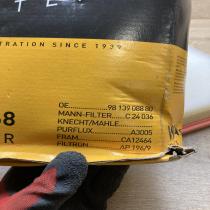 TRATION SINCE 1939
OE 98 139 088 80
MANN-FILTER C 24 036
KNECHT/MAHLE
PURFLUX A3005
FRAM CA12464
FILTRON AP 196/9
8
R